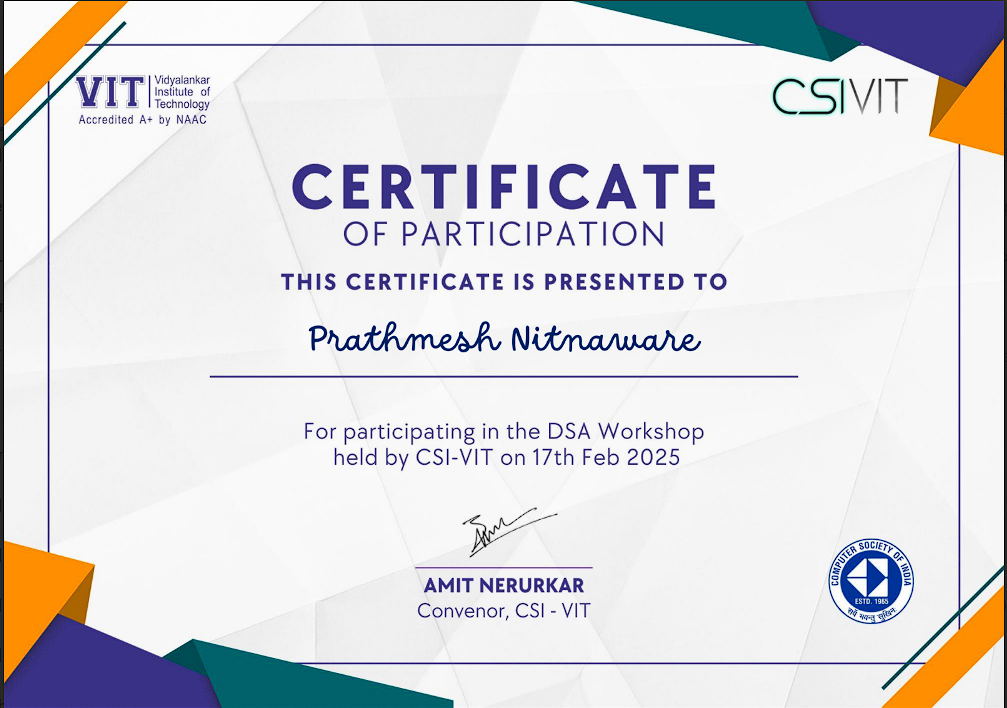 VIT
Vidyalankar
Institute of
Technology
Accredited A+ by NAAC
CSIVIT
CERTIFICATE
OF PARTICIPATION
THIS CERTIFICATE IS PRESENTED TO
Prathmesh Nitnaware
For participating in the DSA Workshop
held by CSI-VIT on 17th Feb 2025
AMIT NERURKAR
Convenor, CSI - VIT
COMPUTER SOCIETY OF INDIA
ESTD. 1965
सर्वे भवन्तु सुखिनः